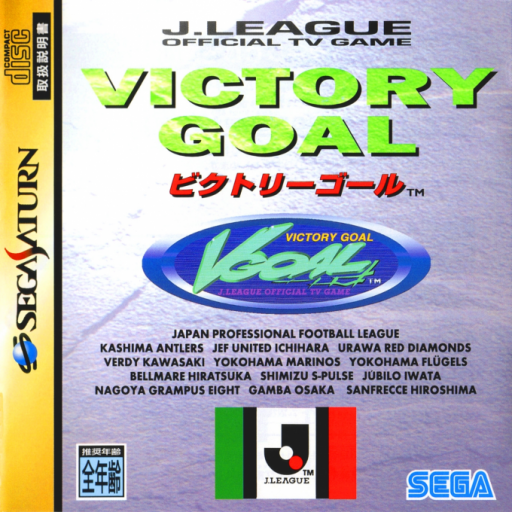 COMPACT
disc
取扱説明書
J.LEAGUE
OFFICIAL TV GAME
VICTORY
GOAL
ビクトリーゴール™
VICTORY GOAL
VGOAL™
J.LEAGUE OFFICIAL TV GAME
JAPAN PROFESSIONAL FOOTBALL LEAGUE
KASHIMA ANTLERS JEF UNITED ICHIHARA URAWA RED DIAMONDS
VERDY KAWASAKI YOKOHAMA MARINOS YOKOHAMA FLÜGELS
BELLMARE HIRATSUKA SHIMIZU S-PULSE JÚBILO IWATA
NAGOYA GRAMPUS EIGHT GAMBA OSAKA SANFRECCE HIROSHIMA
SEGA SATURN
推奨年齢
全年齢
J
™
J.LEAGUE
SEGA